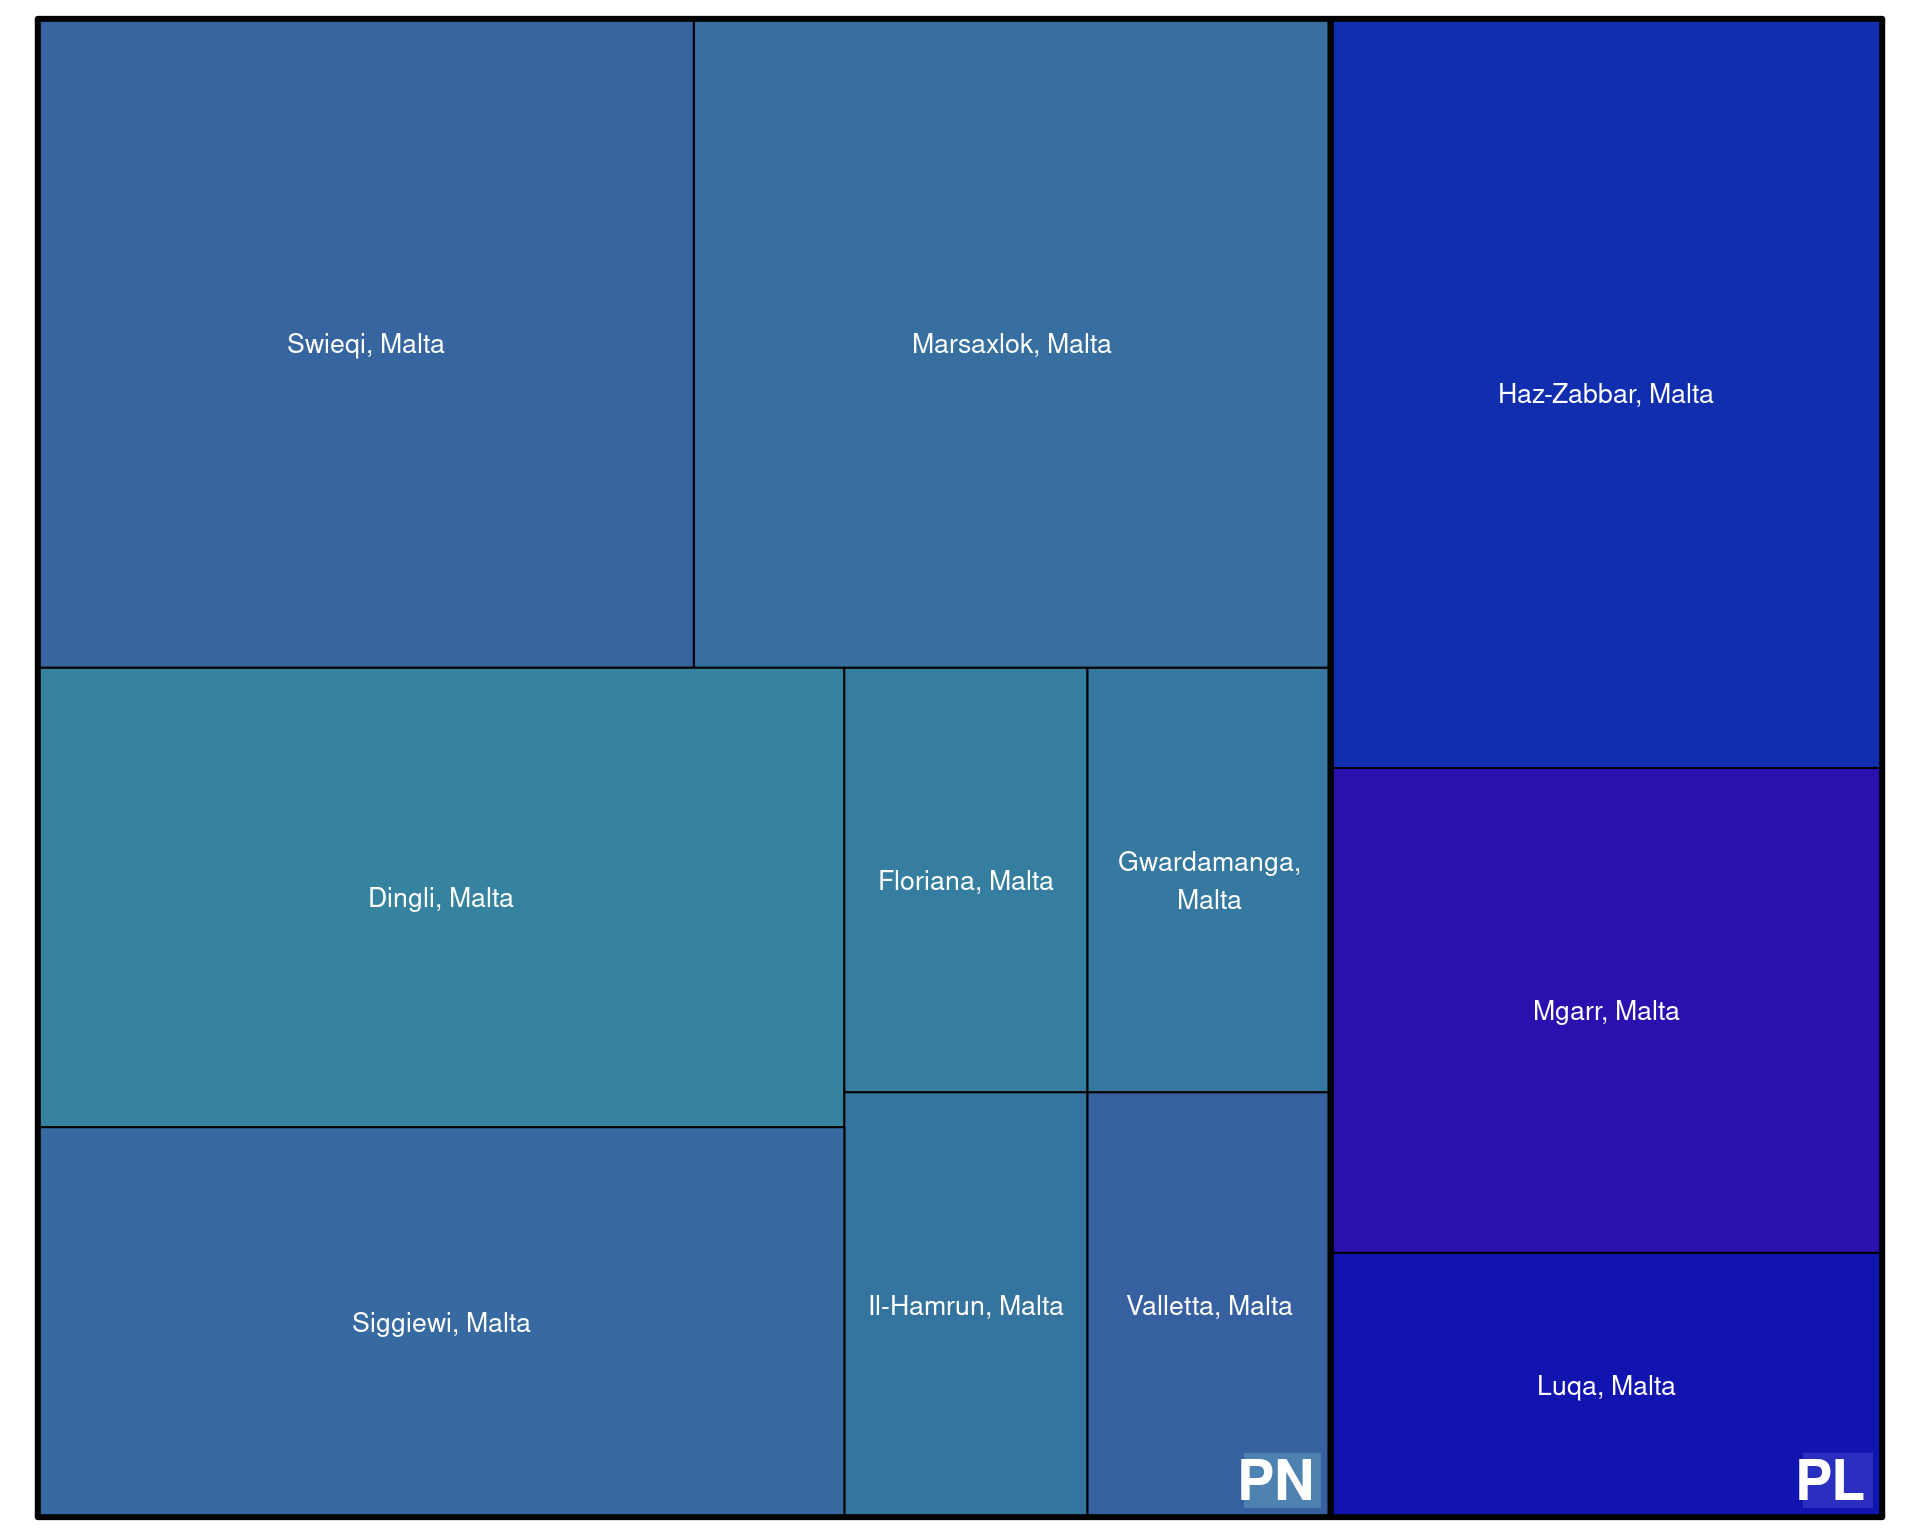 Swieqi, Malta
Marsaxlok, Malta
Haz-Zabbar, Malta
Dingli, Malta
Floriana, Malta
Gwardamanga,
Malta
Mgarr, Malta
Siggiewi, Malta
Il-Hamrun, Malta
Valletta, Malta
Luqa, Malta
PN
PL